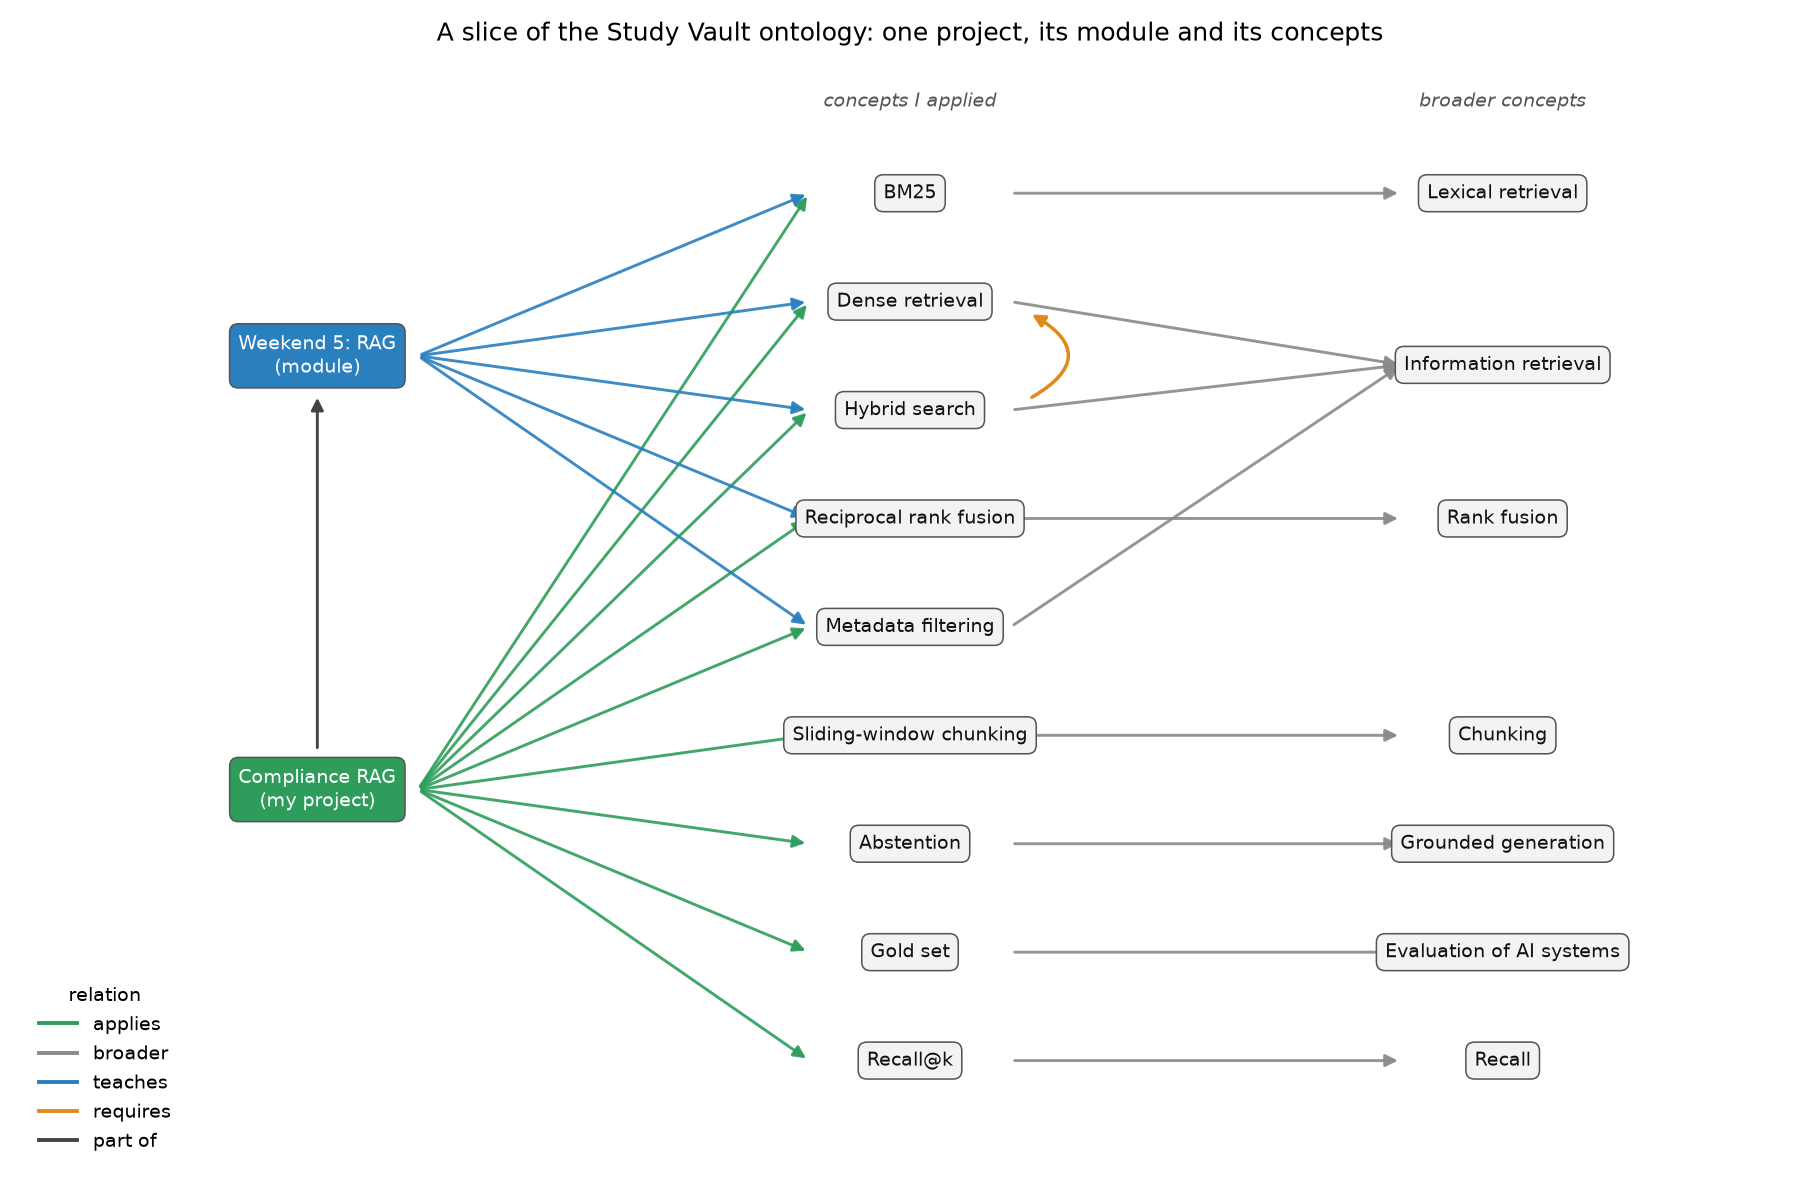 A slice of the Study Vault ontology: one project, its module and its concepts
concepts I applied
broader concepts
BM25
Lexical retrieval
Dense retrieval
Weekend 5: RAG
(module)
Information retrieval
Hybrid search
Reciprocal rank fusion
Rank fusion
Metadata filtering
Sliding-window chunking
Chunking
Compliance RAG
(my project)
Abstention
Grounded generation
Gold set
Evaluation of AI systems
Recall@k
Recall
relation
applies
broader
teaches
requires
part of